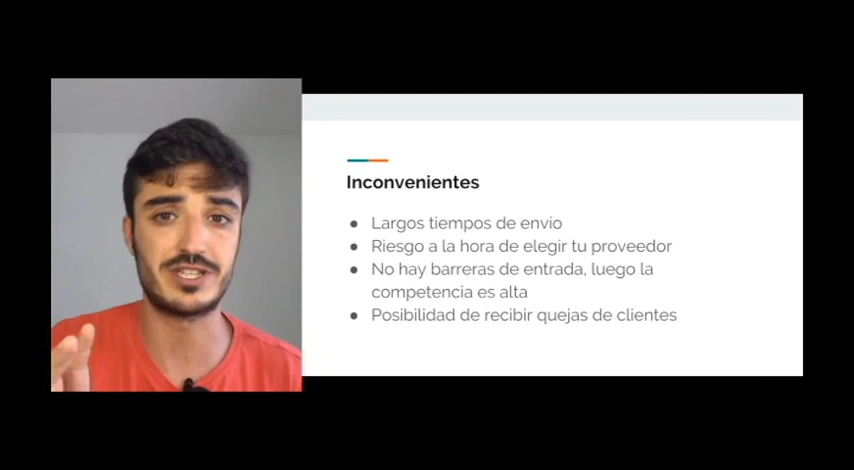 Inconvenientes
● Largos tiempos de envío
● Riesgo a la hora de elegir tu proveedor
● No hay barreras de entrada, luego la
competencia es alta
● Posibilidad de recibir quejas de clientes